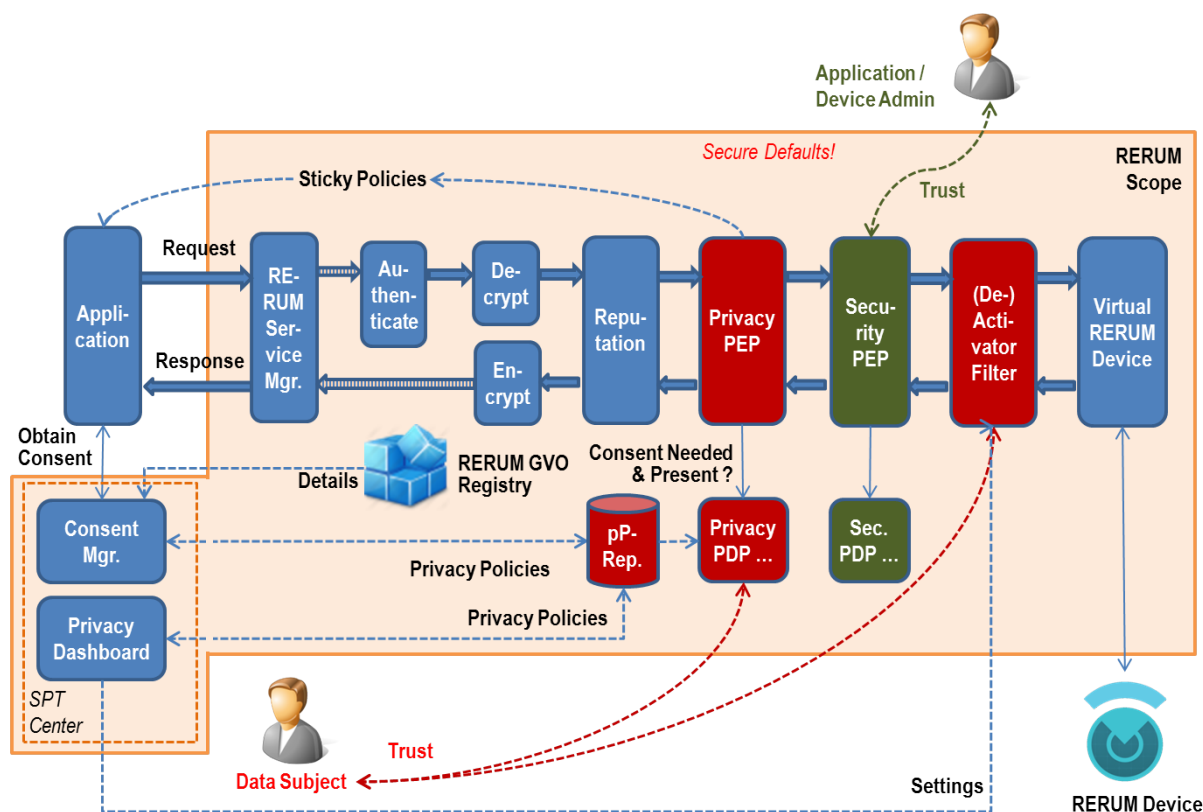 Application /
Device Admin
Secure Defaults!
RERUM
Scope
Trust
Sticky Policies
Request
Response
Appli-
cation
RE-
RUM
Ser-
vice
Mgr.
Au-
then-
ticate
De-
crypt
En-
crypt
Repu-
tation
Privacy
PEP
Secu-
rity
PEP
(De-)
Acti-
vator
Filter
Virtual
RERUM
Device
Obtain
Consent
Details
RERUM GVO
Registry
Consent Needed
& Present ?
Consent
Mgr.
pP-
Rep.
Privacy
PDP ...
Sec.
PDP ...
Privacy Policies
Privacy Policies
Privacy
Dashboard
SPT
Center
Trust
Data Subject
Settings
RERUM Device